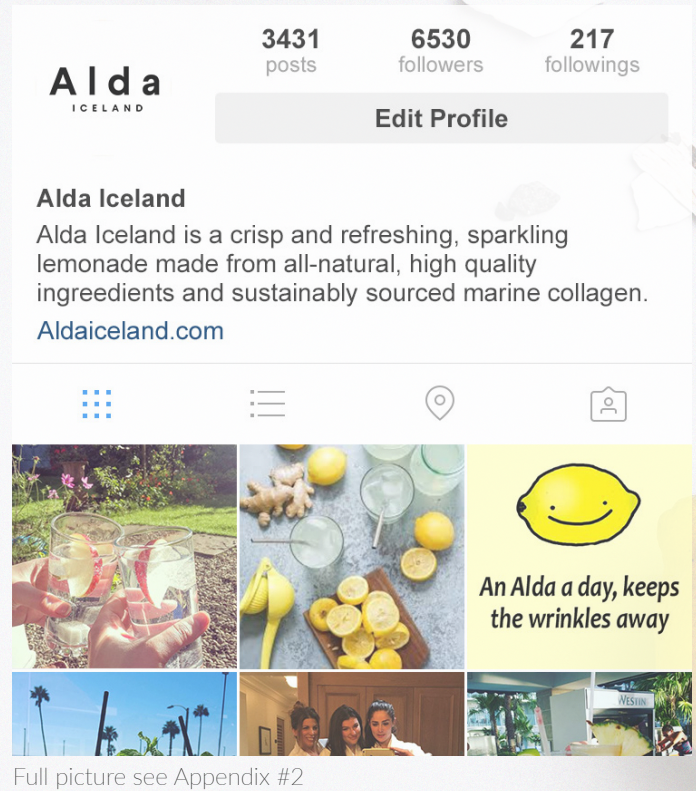 3431 6530 217
posts followers followings
Alda
ICELAND
Edit Profile
Alda Iceland
Alda Iceland is a crisp and refreshing, sparkling
lemonade made from all-natural, high quality
ingreedients and sustainably sourced marine collagen.
Aldaiceland.com
An Alda a day, keeps
the wrinkles away
WESTIN
Full picture see Appendix #2